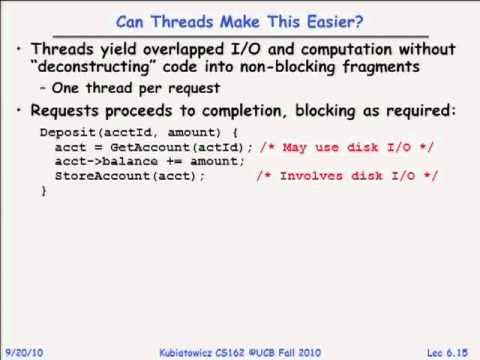 Can Threads Make This Easier?
• Threads yield overlapped I/O and computation without
"deconstructing" code into non-blocking fragments
– One thread per request
• Requests proceeds to completion, blocking as required:
Deposit(acctId, amount) {
acct = GetAccount(actId); /* May use disk I/O */
acct->balance += amount;
StoreAccount(acct); /* Involves disk I/O */
}
9/20/10 Kubiatowicz CS162 ©UCB Fall 2010 Lec 6.15